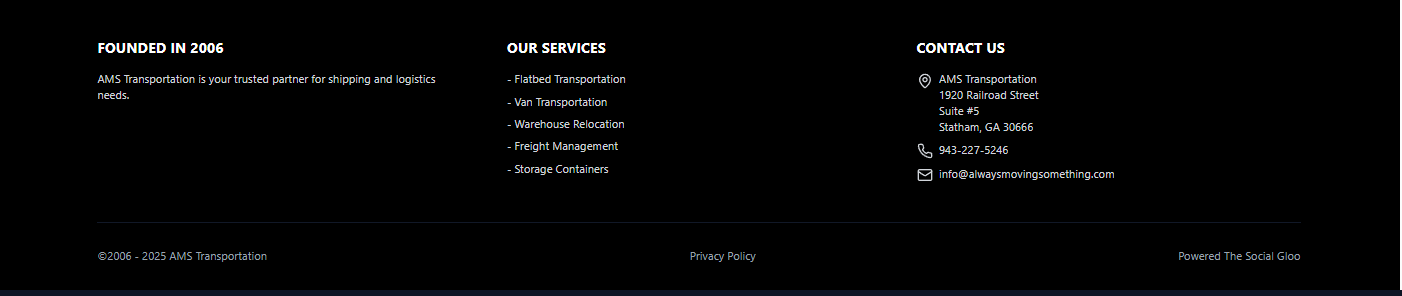 FOUNDED IN 2006
AMS Transportation is your trusted partner for shipping and logistics
needs.
OUR SERVICES
- Flatbed Transportation
- Van Transportation
- Warehouse Relocation
- Freight Management
- Storage Containers
CONTACT US
AMS Transportation
1920 Railroad Street
Suite #5
Statham, GA 30666
943-227-5246
info@alwaysmovingsomething.com
©2006 - 2025 AMS Transportation
Privacy Policy
Powered The Social Gloo